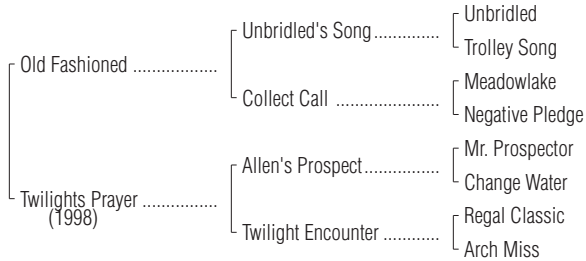 Unbridled
Unbridled's Song..............
Trolley Song
Old Fashioned ..................
Meadowlake
Collect Call ......................
Negative Pledge
Mr. Prospector
Allen's Prospect................
Change Water
Twilights Prayer ................
(1998)
Regal Classic
Twilight Encounter ............
Arch Miss